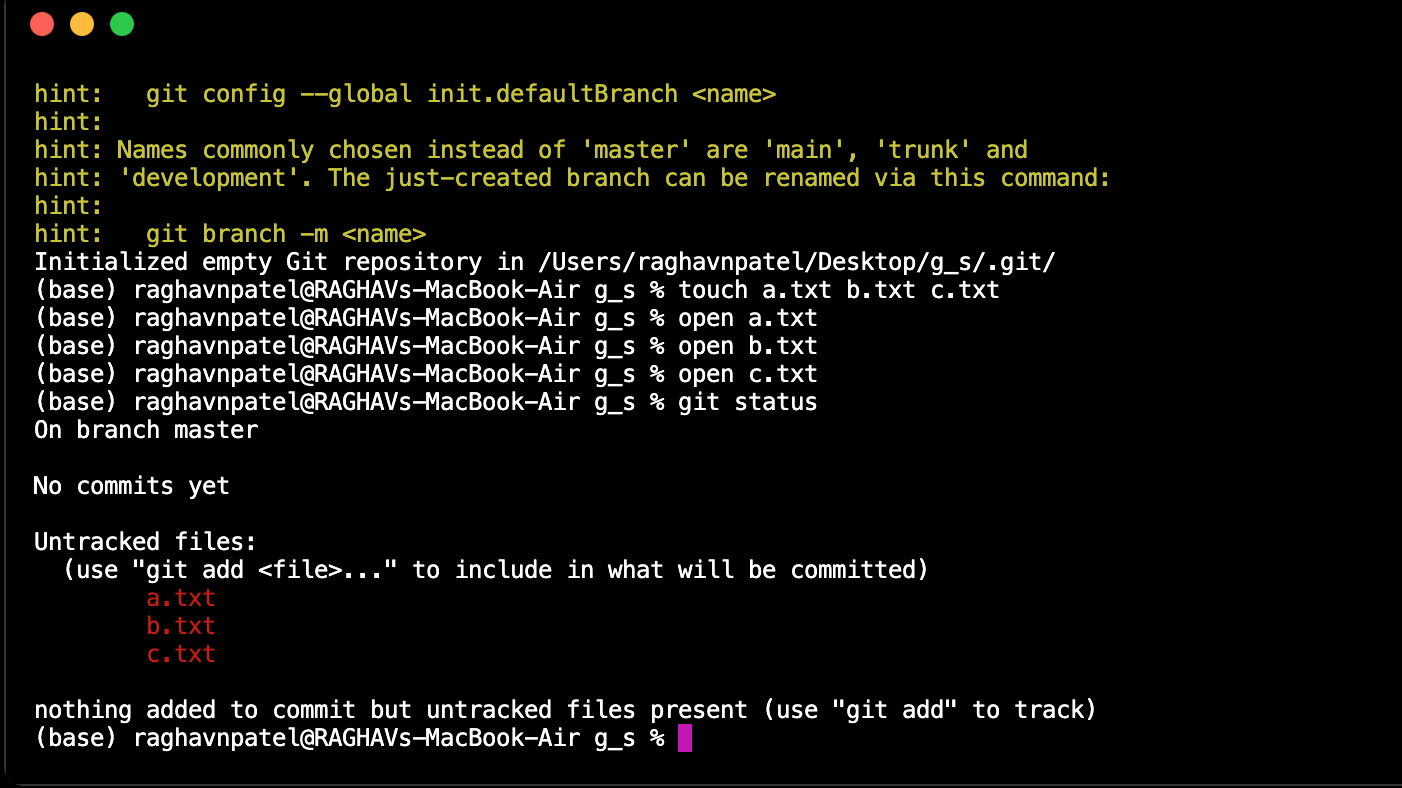 hint:   git config --global init.defaultBranch <name>
hint:
hint: Names commonly chosen instead of 'master' are 'main', 'trunk' and
hint: 'development'. The just-created branch can be renamed via this command:
hint:
hint:   git branch -m <name>
Initialized empty Git repository in /Users/raghavnpatel/Desktop/g_s/.git/
(base) raghavnpatel@RAGHAVs-MacBook-Air g_s % touch a.txt b.txt c.txt
(base) raghavnpatel@RAGHAVs-MacBook-Air g_s % open a.txt
(base) raghavnpatel@RAGHAVs-MacBook-Air g_s % open b.txt
(base) raghavnpatel@RAGHAVs-MacBook-Air g_s % open c.txt
(base) raghavnpatel@RAGHAVs-MacBook-Air g_s % git status
On branch master
No commits yet
Untracked files:
  (use "git add <file>..." to include in what will be committed)
        a.txt
        b.txt
        c.txt
nothing added to commit but untracked files present (use "git add" to track)
(base) raghavnpatel@RAGHAVs-MacBook-Air g_s %